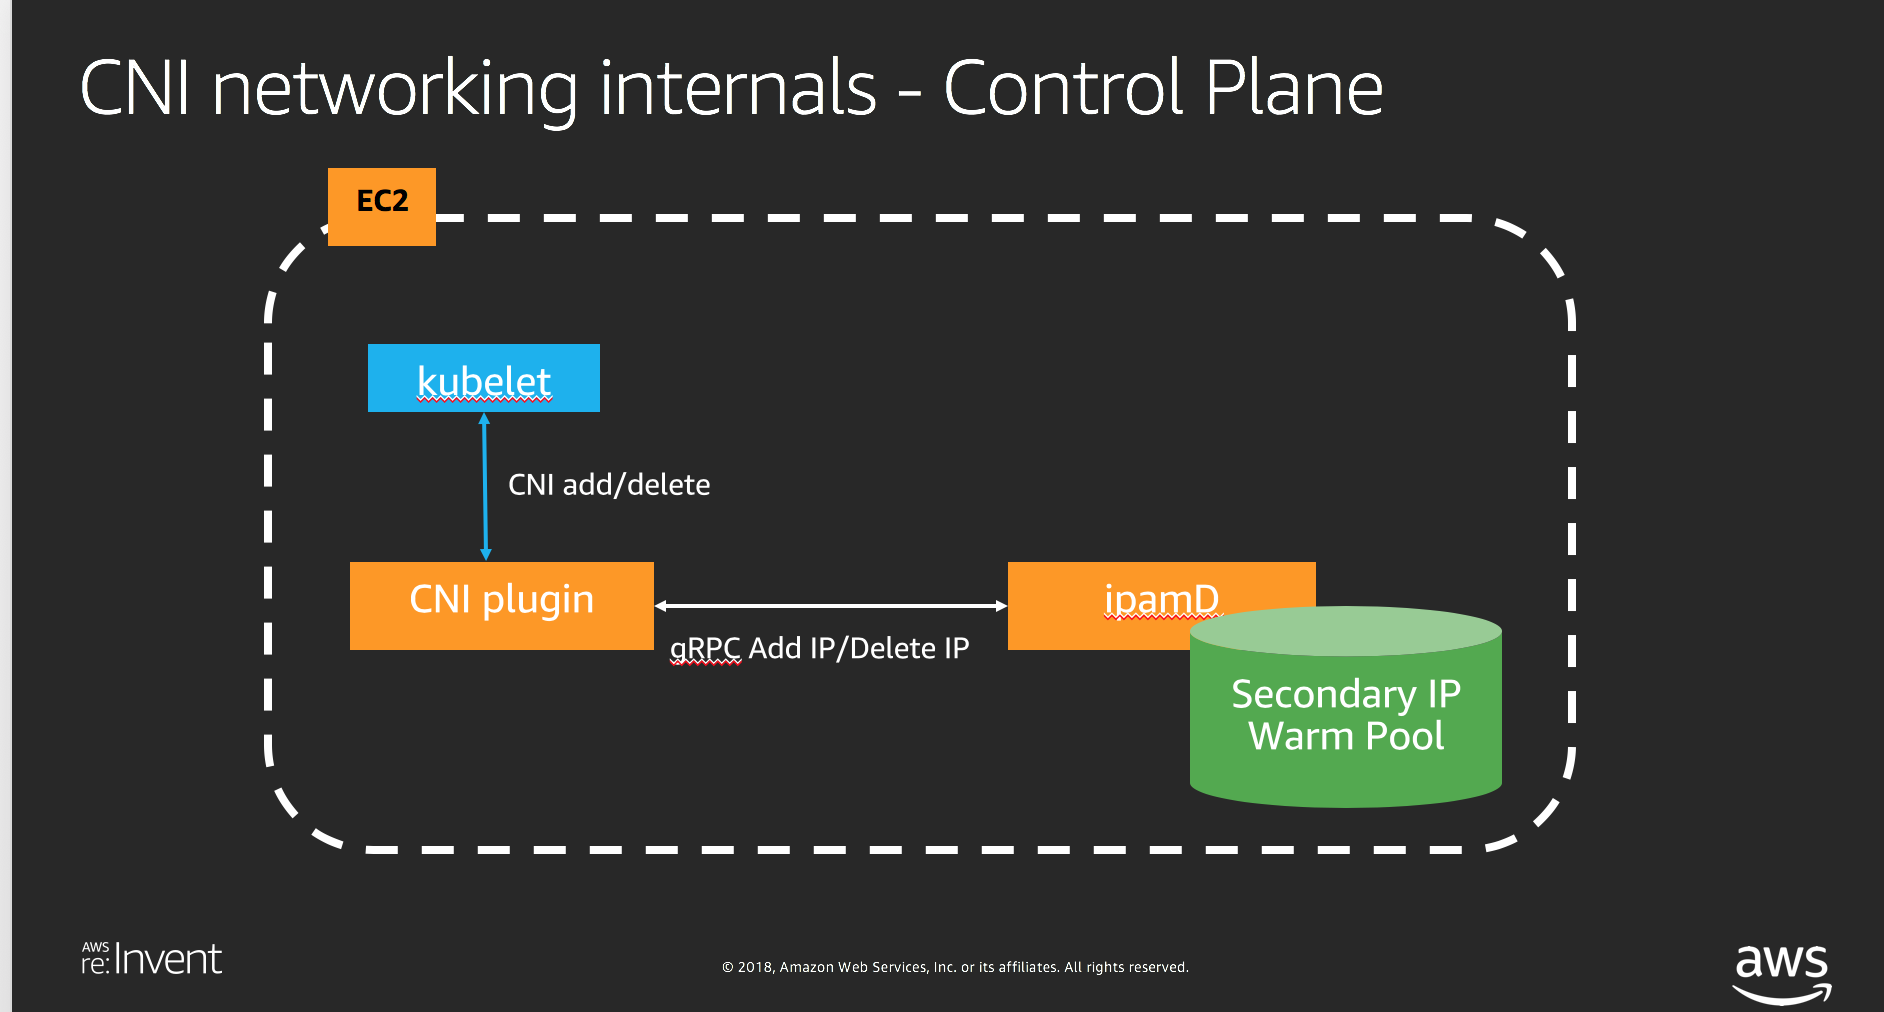 CNI networking internals - Control Plane
EC2
kubelet
CNI add/delete
CNI plugin
ipamD
gRPC Add IP/Delete IP
Secondary IP
Warm Pool
AWS
re:Invent
© 2018, Amazon Web Services, Inc. or its affiliates. All rights reserved.
aws